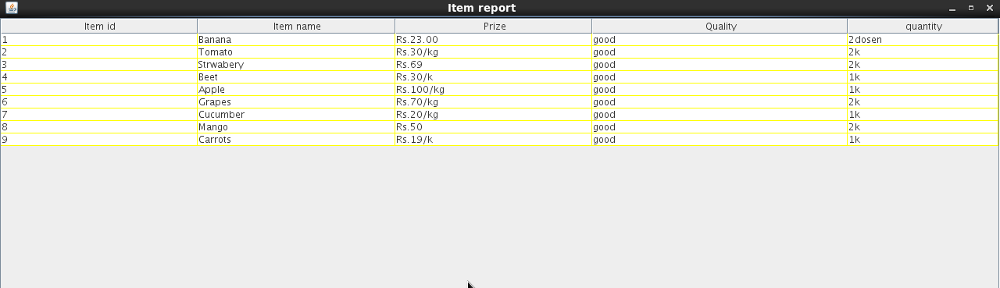 Item report
Item id Item name Prize Quality quantity
1 Banana Rs.23.00 good 2dosen
2 Tomato Rs.30/kg good 2k
3 Strwabery Rs.69 good 2k
4 Beet Rs.30/k good 1k
5 Apple Rs.100/kg good 1k
6 Grapes Rs.70/kg good 2k
7 Cucumber Rs.20/kg good 1k
8 Mango Rs.50 good 2k
9 Carrots Rs.19/k good 1k